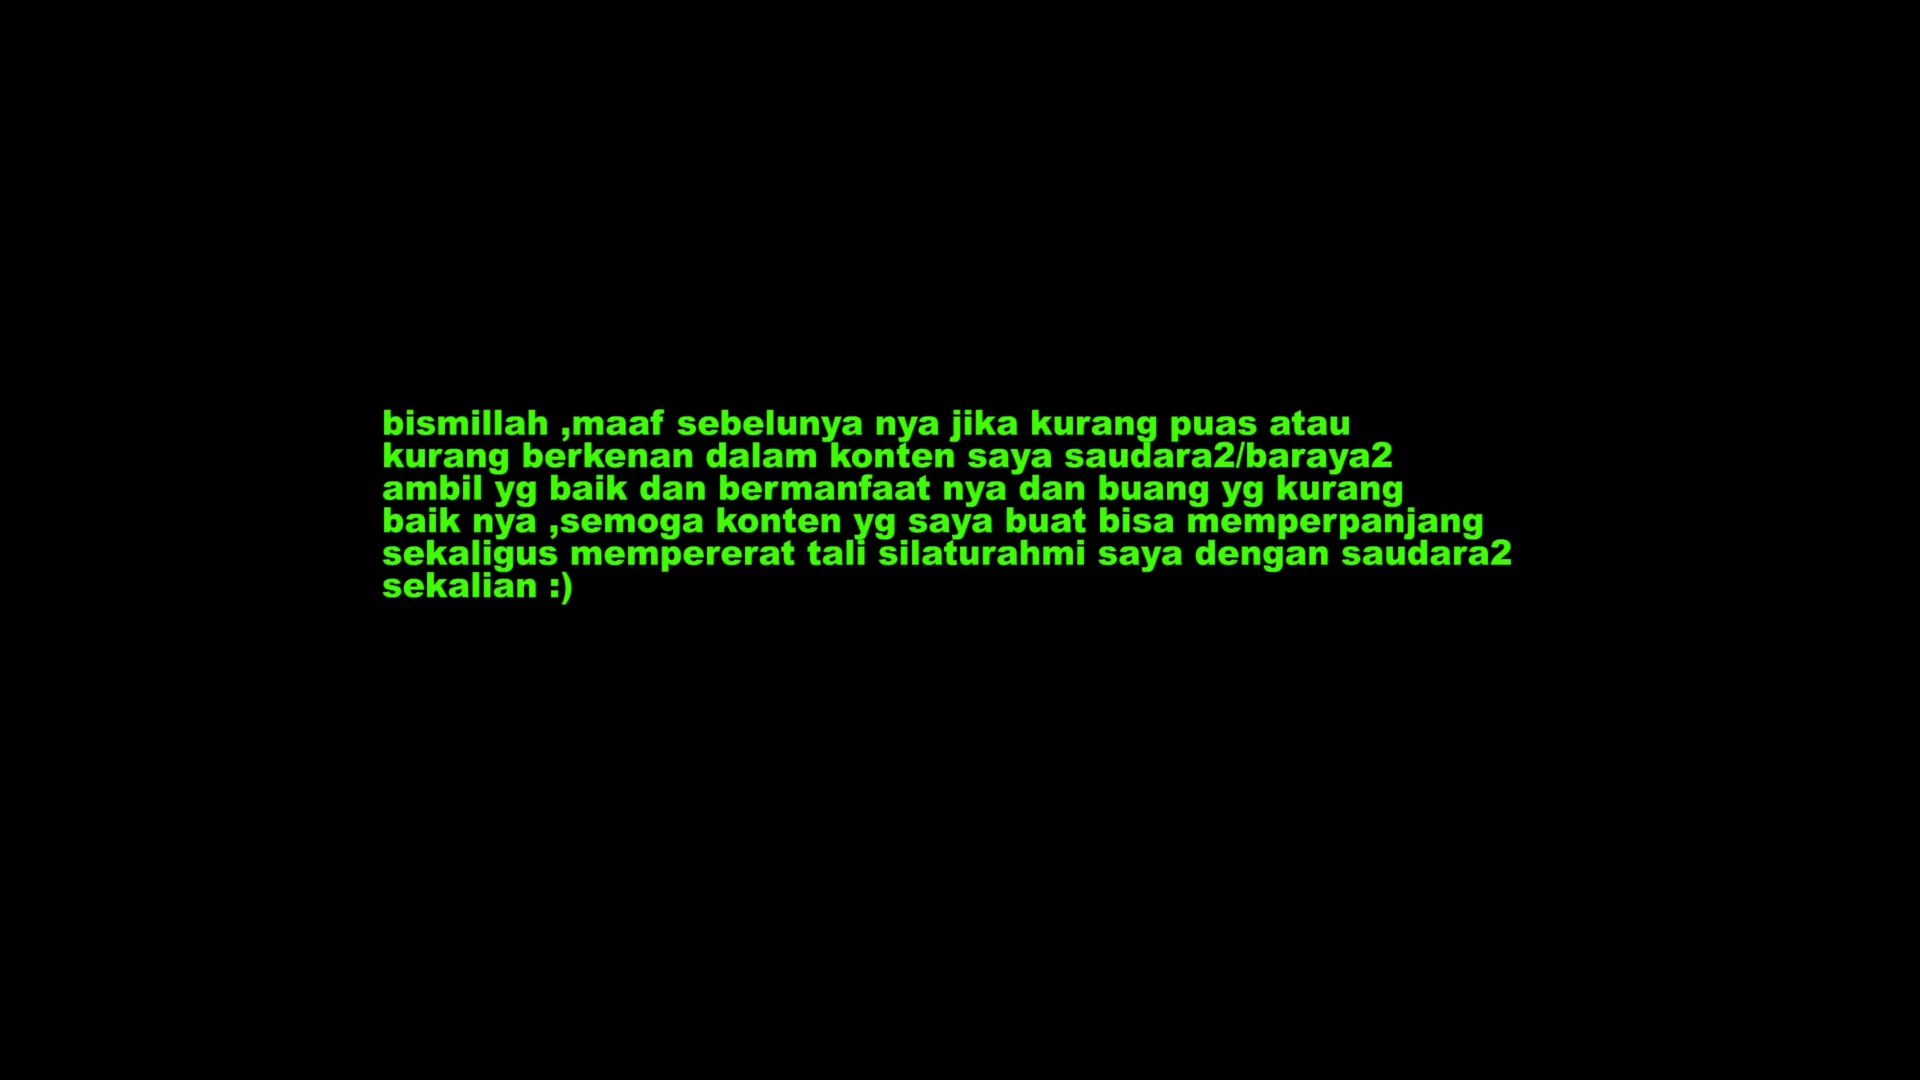 bismillah ,maaf sebelunya nya jika kurang puas atau
kurang berkenan dalam konten saya saudara2/baraya2
ambil yg baik dan bermanfaat nya dan buang yg kurang
baik nya ,semoga konten yg saya buat bisa memperpanjang
sekaligus mempererat tali silaturahmi saya dengan saudara2
sekalian :)